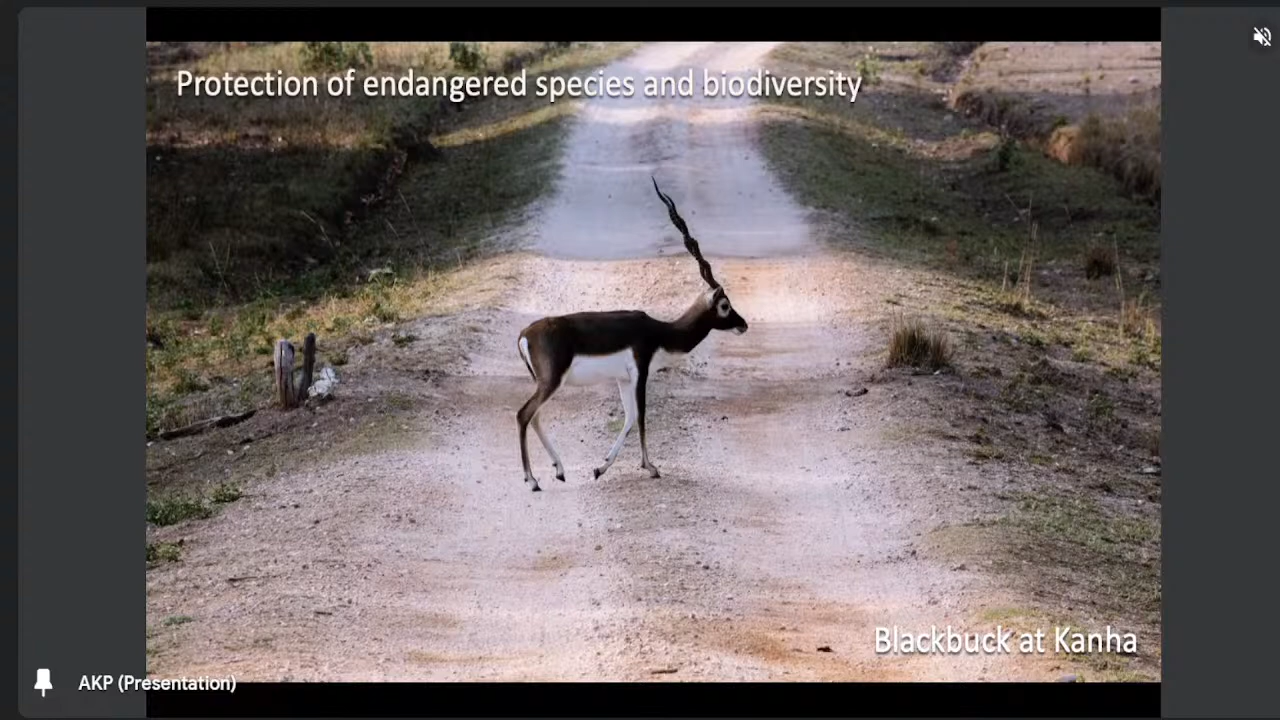 Protection of endangered species and biodiversity
Blackbuck at Kanha
AKP (Presentation)